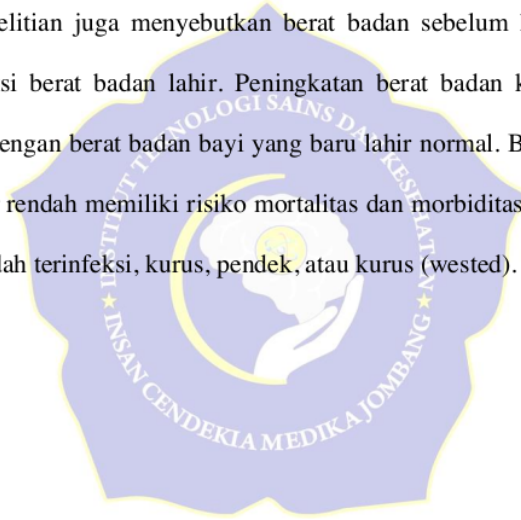 elitian juga menyebutkan berat badan sebelum
si berat badan lahir. Peningkatan berat badan
engan berat badan bayi yang baru lahir normal. B
rendah memiliki risiko mortalitas dan morbiditas
dah terinfeksi, kurus, pendek, atau kurus (wested).
INSTITUT TEKNOLOGI SAINS DAN KESEHATAN
INSAN CENDEKIA MEDIKA JOMBANG